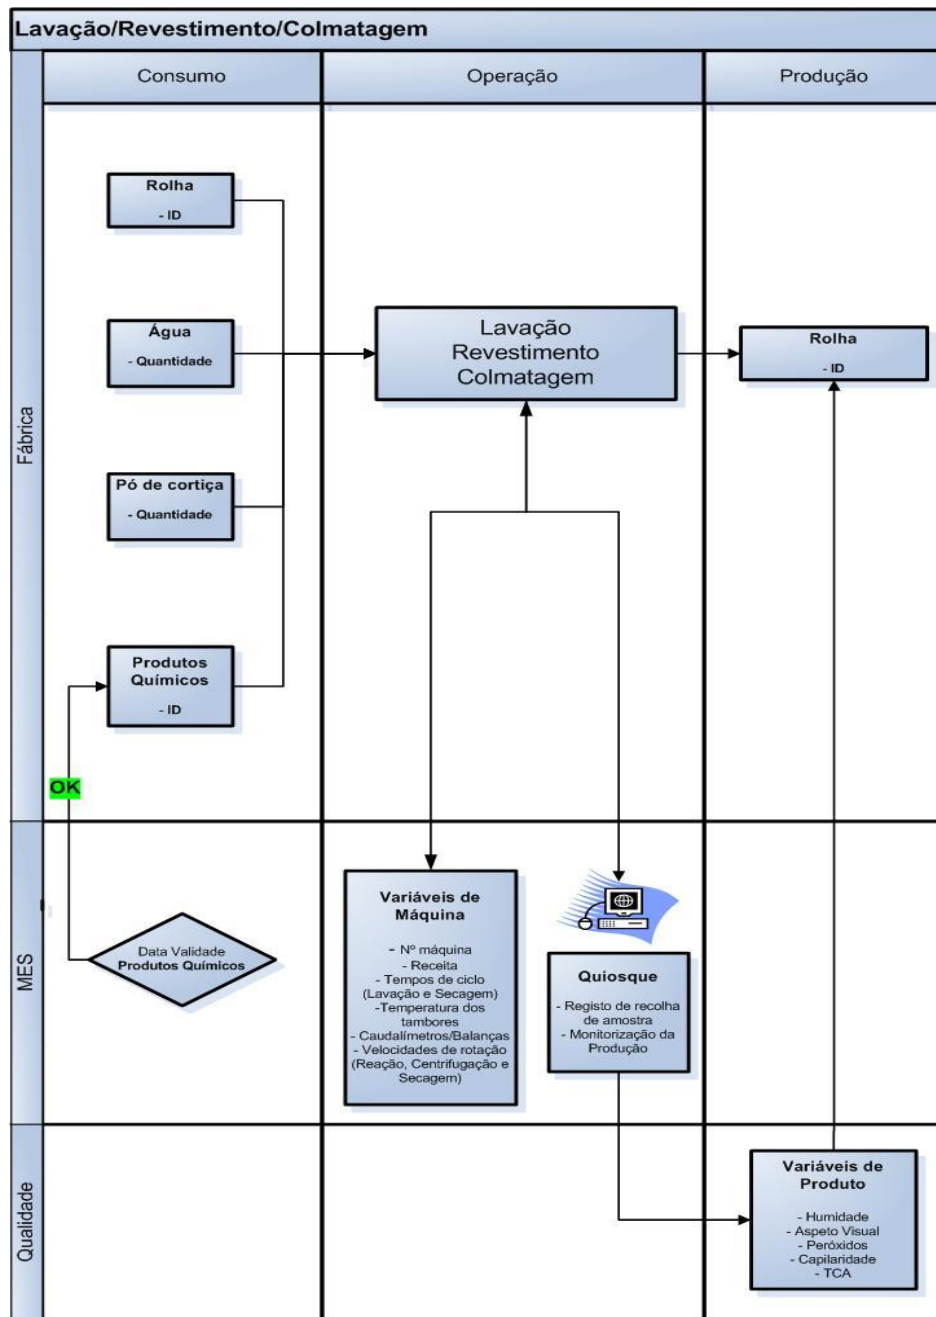 Lavação/Revestimento/Colmatagem
Consumo
Operação
Produção
Fábrica
Rolha
- ID
Água
- Quantidade
Pó de cortiça
- Quantidade
Produtos
Químicos
- ID
OK
Lavação
Revestimento
Colmatagem
Rolha
- ID
MES
Data Validade
Produtos Químicos
Variáveis de
Máquina
- Nº máquina
- Receita
- Tempos de ciclo
(Lavação e Secagem)
-Temperatura dos
tambores
- Caudalímetros/Balanças
- Velocidades de rotação
(Reação, Centrifugação e
Secagem)
Quiosque
- Registo de recolha
de amostra
- Monitorização da
Produção
Qualidade
Variáveis de
Produto
- Humidade
- Aspeto Visual
- Peróxidos
- Capilaridade
- TCA